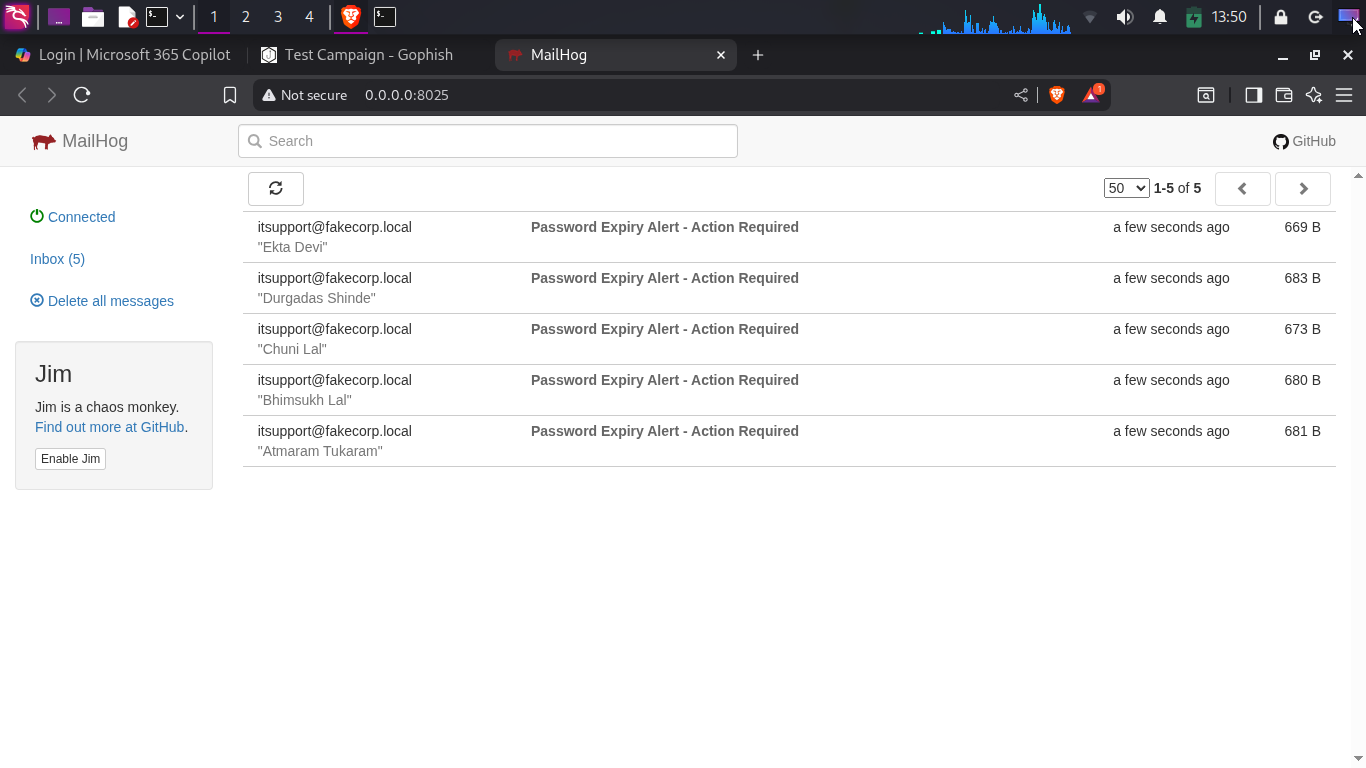 1 2 3 4 13:50
Login | Microsoft 365 Copilot Test Campaign - Gophish MailHog
Not secure 0.0.0.0:8025 1
MailHog Search GitHub
50 1-5 of 5
Connected
Inbox (5)
Delete all messages
Jim
Jim is a chaos monkey.
Find out more at GitHub.
Enable Jim
itsupport@fakecorp.local Password Expiry Alert - Action Required a few seconds ago 669 B
"Ekta Devi"
itsupport@fakecorp.local Password Expiry Alert - Action Required a few seconds ago 683 B
"Durgadas Shinde"
itsupport@fakecorp.local Password Expiry Alert - Action Required a few seconds ago 673 B
"Chuni Lal"
itsupport@fakecorp.local Password Expiry Alert - Action Required a few seconds ago 680 B
"Bhimsukh Lal"
itsupport@fakecorp.local Password Expiry Alert - Action Required a few seconds ago 681 B
"Atmaram Tukaram"